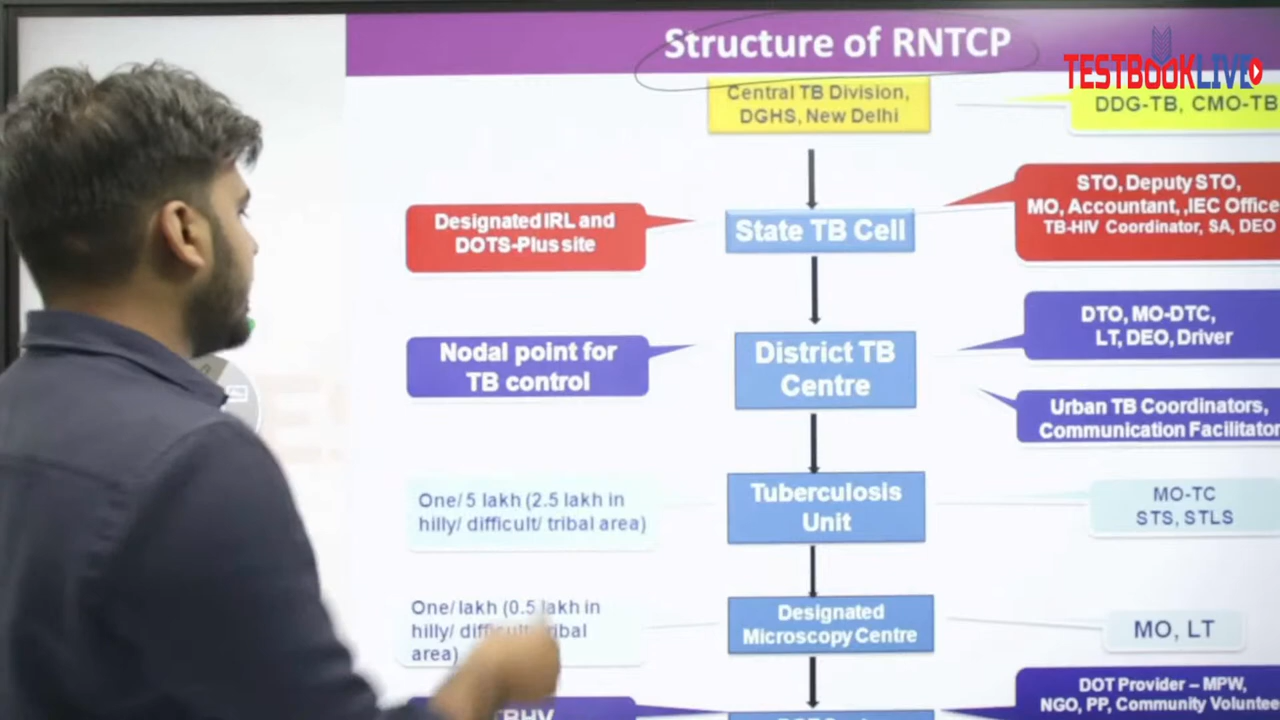 Structure of RNTCP
TESTBOOKLIVE
Central TB Division,
DGHS, New Delhi
DDG-TB, CMO-TB
Designated IRL and
DOTS-Plus site
State TB Cell
STO, Deputy STO,
MO, Accountant, ,IEC Office
TB-HIV Coordinator, SA, DEO
Nodal point for
TB control
District TB
Centre
DTO, MO-DTC,
LT, DEO, Driver
Urban TB Coordinators,
Communication Facilitator
One/ 5 lakh (2.5 lakh in
hilly/ difficult/ tribal area)
Tuberculosis
Unit
MO-TC
STS, STLS
One/ lakh (0.5 lakh in
hilly/ difficult/ tribal
area)
Designated
Microscopy Centre
MO, LT
DOT Provider – MPW,
NGO, PP, Community Voluntee